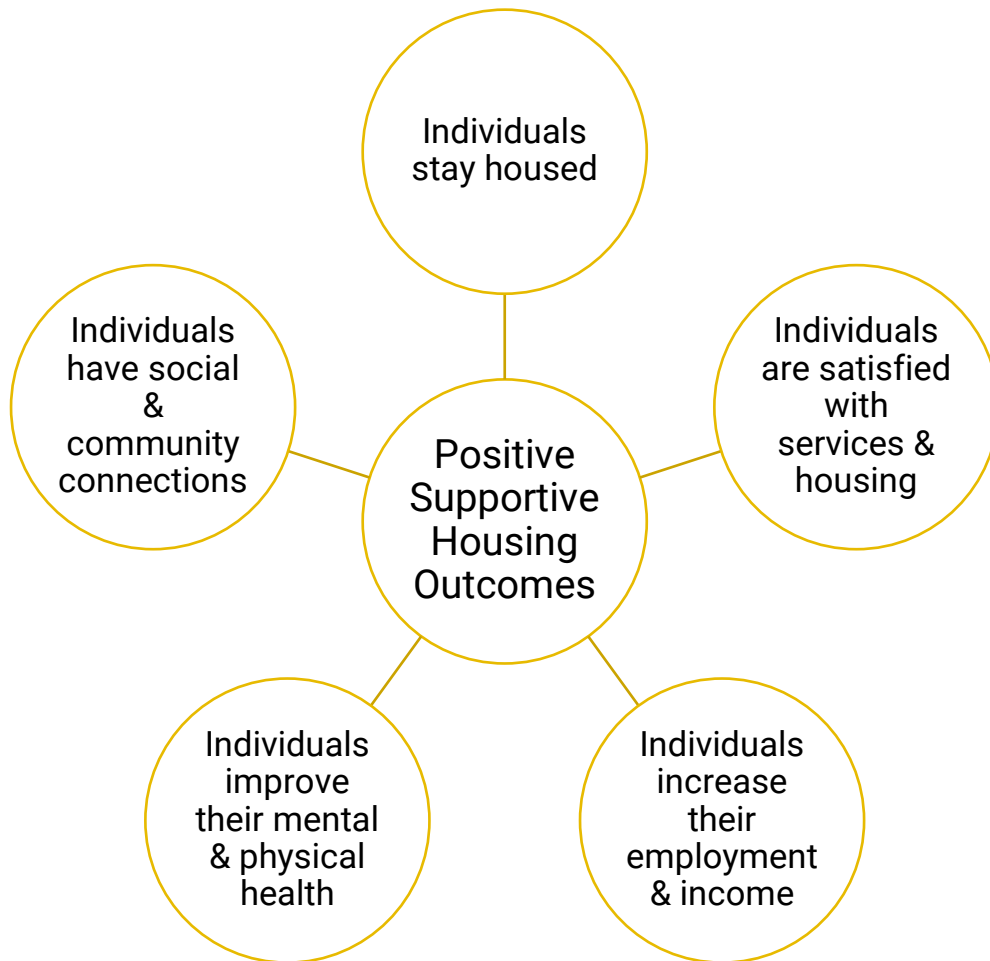 Individuals
stay housed
Individuals
have social
&
community
connections
Individuals
are satisfied
with
services &
housing
Positive
Supportive
Housing
Outcomes
Individuals
improve
their mental
& physical
health
Individuals
increase
their
employment
& income